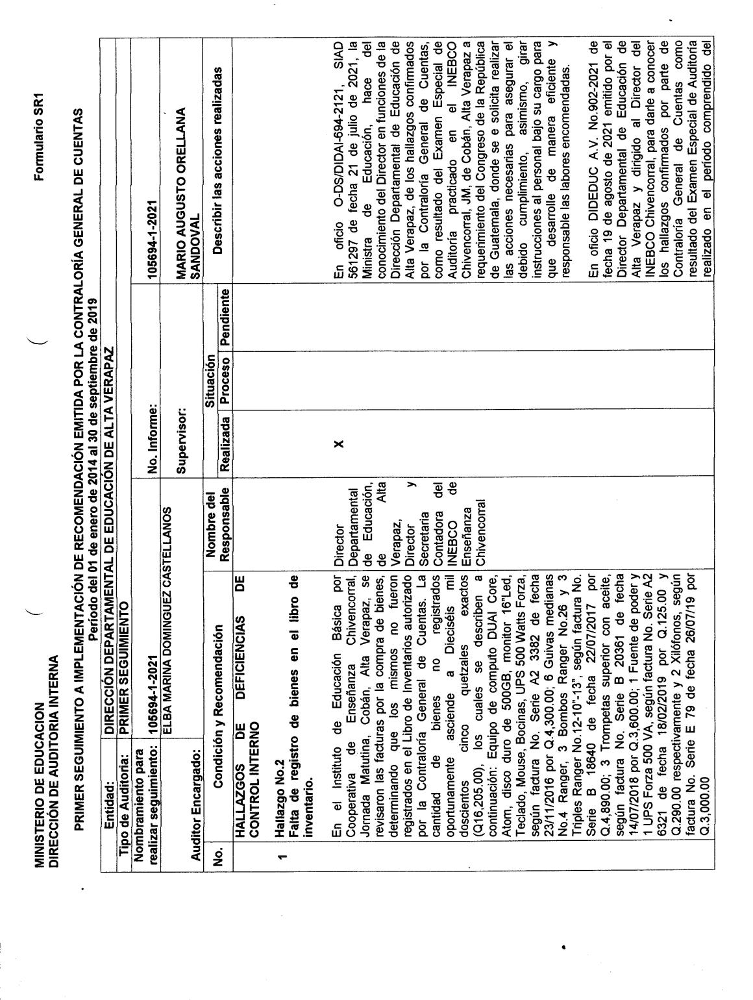 MINISTERIO DE EDUCACION
DIRECCIÓN DE AUDITORIA INTERNA
Formulario SR1
PRIMER SEGUIMIENTO A IMPLEMENTACIÓN DE RECOMENDACIÓN EMITIDA POR LA CONTRALORÍA GENERAL DE CUENTAS
Período del 01 de enero de 2014 al 30 de septiembre de 2019
Entidad: DIRECCIÓN DEPARTAMENTAL DE EDUCACIÓN DE ALTA VERAPAZ
Tipo de Auditoria: PRIMER SEGUIMIENTO
Nombramiento para
realizar seguimiento: 105694-1-2021 No. Informe: 105694-1-2021
Auditor Encargado: ELBA MARINA DOMINGUEZ CASTELLANOS Supervisor: MARIO AUGUSTO ORELLANA
SANDOVAL
No. Condición y Recomendación Nombre del
Responsable
Situación
Realizada Proceso Pendiente
Describir las acciones realizadas
HALLAZGOS DE DEFICIENCIAS DE
CONTROL INTERNO
1
Hallazgo No.2
Falta de registro de bienes en el libro de
inventario.
En el Instituto de Educación Básica por
Cooperativa de Enseñanza Chivencorral,
Jornada Matutina, Cobán, Alta Verapaz, se
revisaron las facturas por la compra de bienes,
determinando que los mismos no fueron
registrados en el Libro de Inventarios autorizado
por la Contraloría General de Cuentas. La
cantidad de bienes no registrados
oportunamente asciende a Dieciséis mil
doscientos cinco quetzales exactos
(Q16,205.00), los cuales se describen a
continuación: Equipo de computo DUAl Core,
Atom, disco duro de 500GB, monitor 16"Led,
Teclado, Mouse, Bocinas, UPS 500 Watts Forza,
según factura No. Serie A2 3382 de fecha
23/11/2016 por Q.4,300.00; 6 Guivas medianas
No.4 Ranger, 3 Bombos Ranger No.26 y 3
Triples Ranger No.12-10"-13", según factura No.
Serie B 18640 de fecha 22/07/2017 por
Q.4,890.00; 3 Trompetas superior con aceite,
según factura No. Serie B 20361 de fecha
14/07/2018 por Q.3,600.00; 1 Fuente de poder y
1 UPS Forza 500 VA, según factura No. Serie A2
6321 de fecha 18/02/2019 por Q.125.00 y
Q.290.00 respectivamente y 2 Xilófonos, según
factura No. Serie E 79 de fecha 26/07/19 por
Q.3,000.00
Director
Departamental
de Educación,
de Alta
Verapaz,
Director y
Secretaria
Contadora del
INEBCO de
Enseñanza
Chivencorral
X
En oficio O-DS/DIDAI-694-2121, SIAD
561297 de fecha 21 de julio de 2021, la
Ministra de Educación, hace del
conocimiento del Director en funciones de la
Dirección Departamental de Educación de
Alta Verapaz, de los hallazgos confirmados
por la Contraloría General de Cuentas,
como resultado del Examen Especial de
Auditoría practicado en el INEBCO
Chivencorral, JM, de Cobán, Alta Verapaz a
requerimiento del Congreso de la República
de Guatemala, donde se e solicita realizar
las acciones necesarias para asegurar el
debido cumplimiento, asimismo, girar
instrucciones al personal bajo su cargo para
que desarrolle de manera eficiente y
responsable las labores encomendadas.
En oficio DIDEDUC A.V. No.902-2021 de
fecha 19 de agosto de 2021 emitido por el
Director Departamental de Educación de
Alta Verapaz y dirigido al Director del
INEBCO Chivencorral, para darle a conocer
los hallazgos confirmados por parte de
Contraloría General de Cuentas como
resultado del Examen Especial de Auditoría
realizado en el período comprendido del